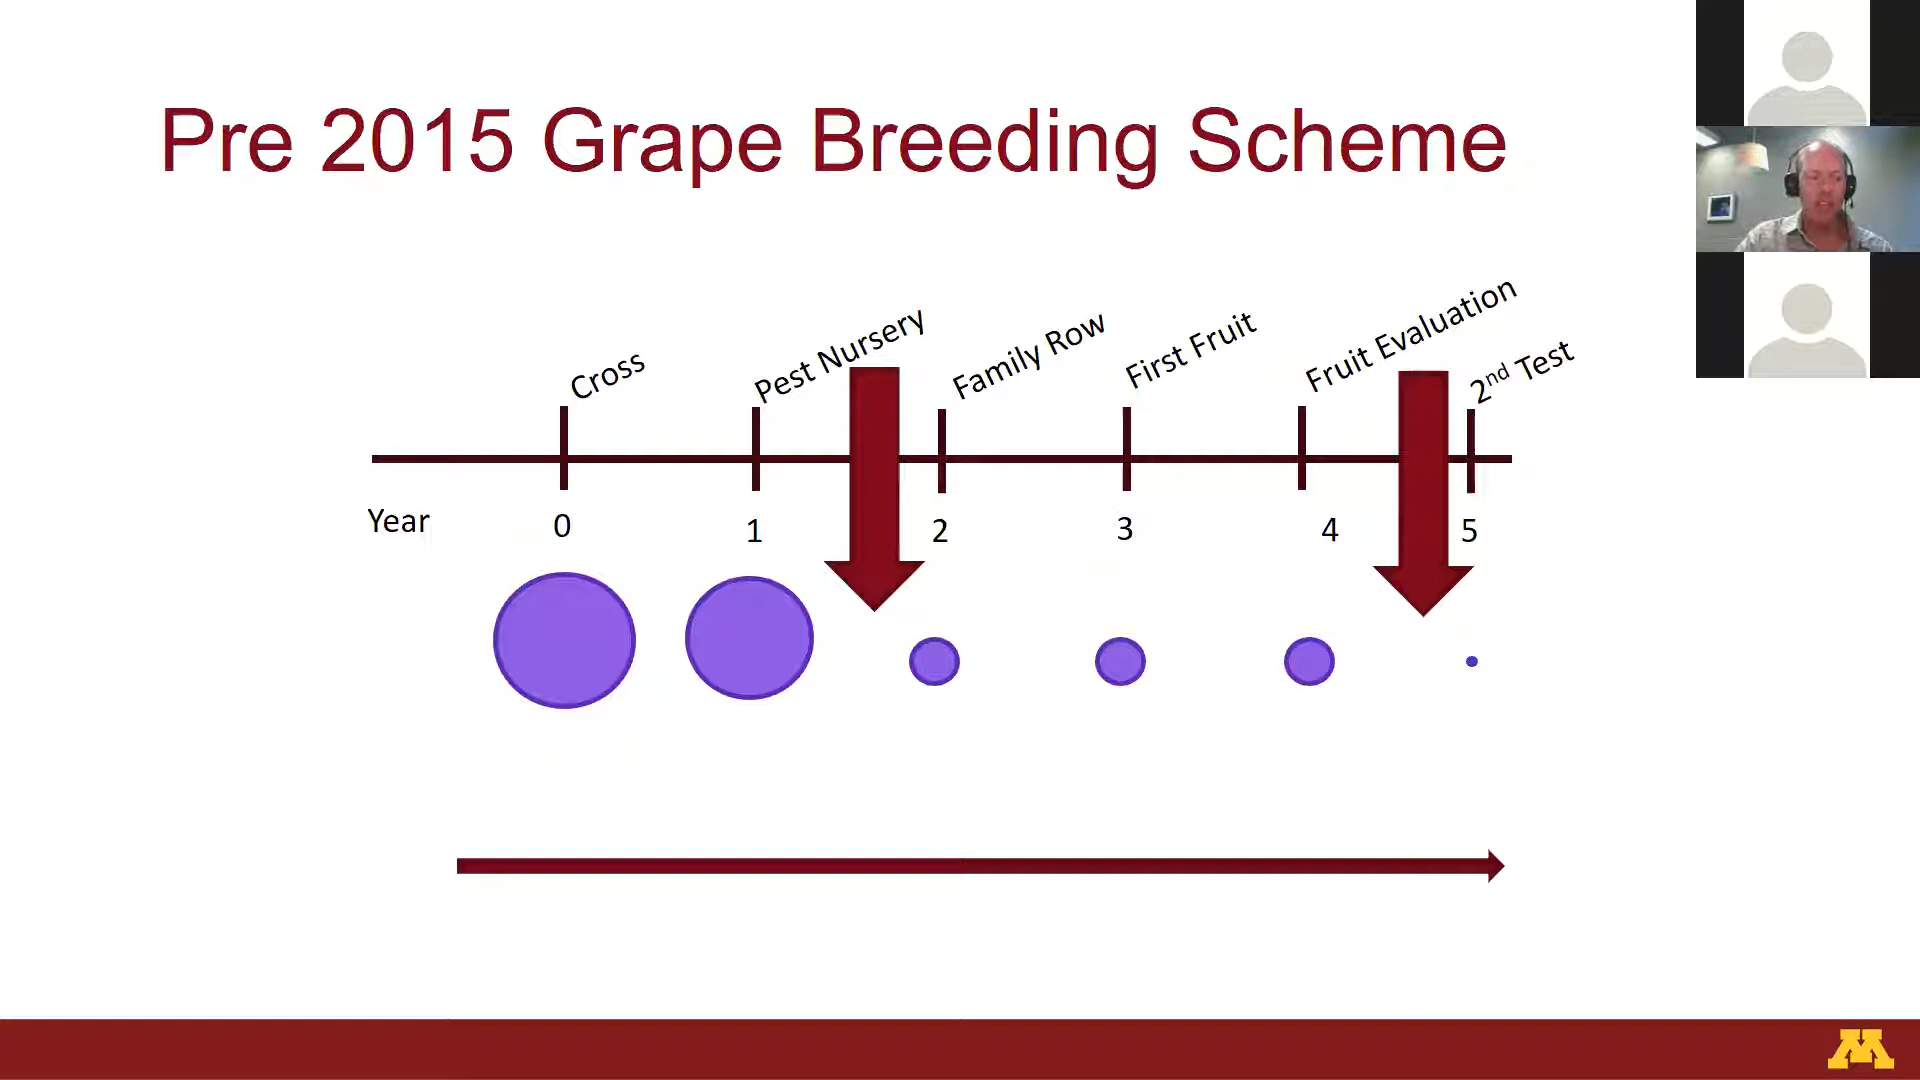 Pre 2015 Grape Breeding Scheme
Cross
Pest Nursery
Family Row
First Fruit
Fruit Evaluation
2nd Test
Year
0
1
2
3
4
5
M